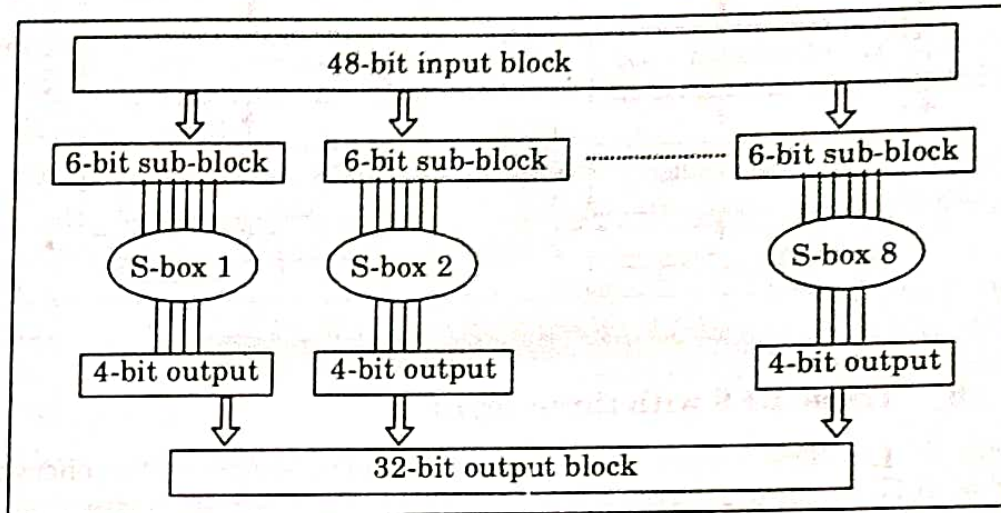 48-bit input block
6-bit sub-block 6-bit sub-block 6-bit sub-block
S-box 1 S-box 2 S-box 8
4-bit output 4-bit output 4-bit output
32-bit output block